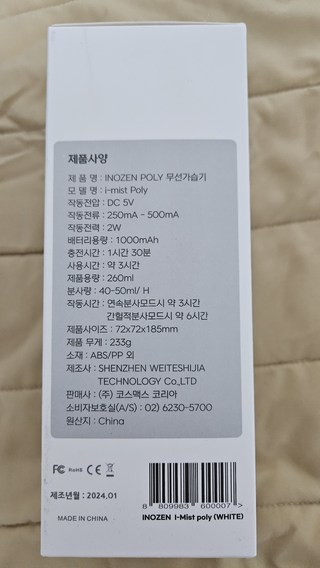 제품사양
제 품 명 : INOZEN POLY 무선가습기
모 델 명 : i-mist Poly
작동전압 : DC 5V
작동전류 : 250mA - 500mA
작동전력 : 2W
배터리용량 : 1000mAh
충전시간 : 1시간 30분
사용시간 : 약 3시간
제품용량 : 260ml
분사량 : 40-50ml/ H
작동시간 : 연속분사모드시 약 3시간
간헐적분사모드시 약 6시간
제품사이즈 : 72x72x185mm
제품 무게 : 233g
소재 : ABS/PP 외
제조사 : SHENZHEN WEITESHIJIA
TECHNOLOGY CO_LTD
판매사 : (주) 코스맥스 코리아
소비자보호실(A/S) : 02) 6230-5700
원산지 : China
FC RoHS CE
제조년월 : 2024.01
8 809983 600007 >
MADE IN CHINA
INOZEN I-Mist poly (WHITE)